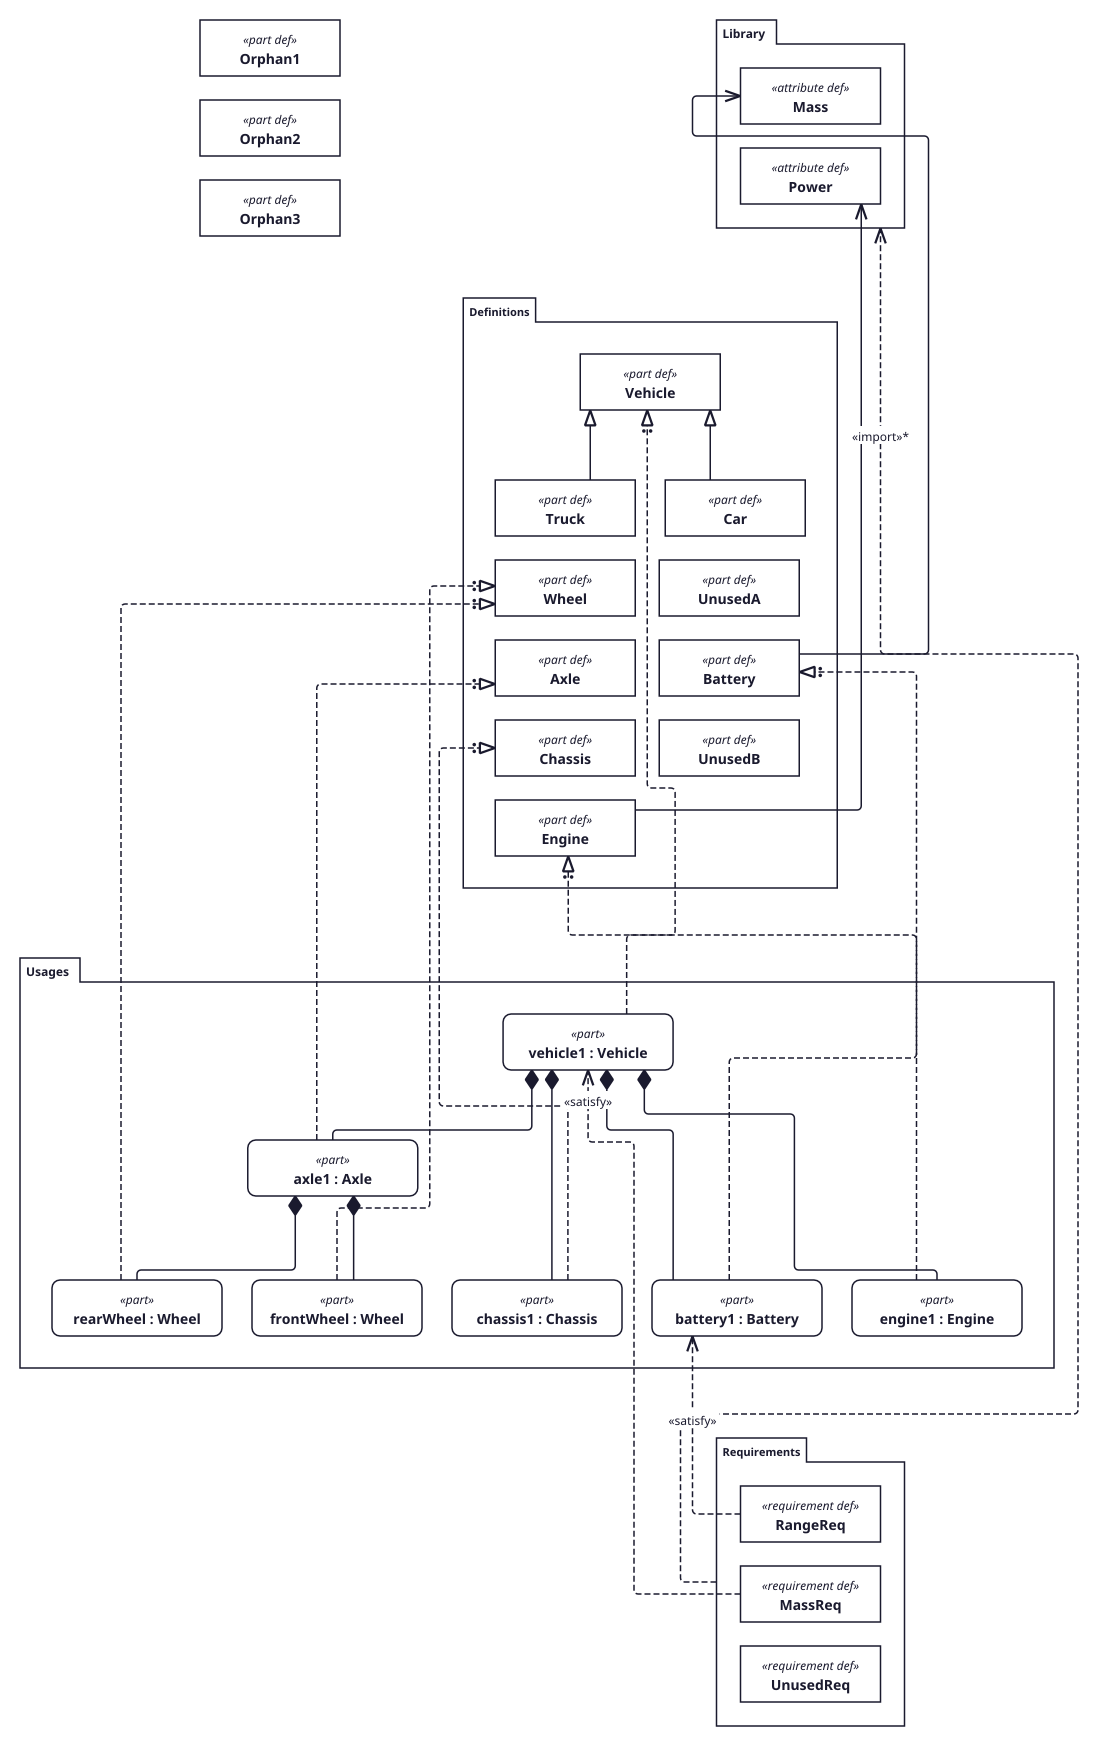 «part def»
Orphan1
«part def»
Orphan2
«part def»
Orphan3
Library
«attribute def»
Mass
«attribute def»
Power
Definitions
«part def»
Vehicle
«import»*
«part def»
Truck
«part def»
Car
«part def»
Wheel
«part def»
UnusedA
«part def»
Axle
«part def»
Battery
«part def»
Chassis
«part def»
UnusedB
«part def»
Engine
Usages
«part»
vehicle1 : Vehicle
«satisfy»
«part»
axle1 : Axle
«part»
rearWheel : Wheel
«part»
frontWheel : Wheel
«part»
chassis1 : Chassis
«part»
battery1 : Battery
«part»
engine1 : Engine
«satisfy»
Requirements
«requirement def»
RangeReq
«requirement def»
MassReq
«requirement def»
UnusedReq